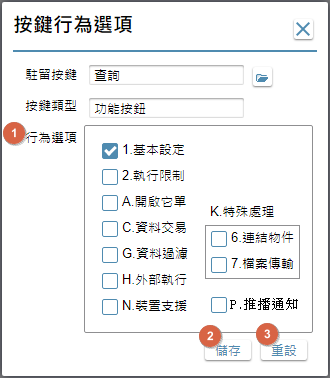 按鍵行為選項
駐留按鍵 查詢
按鍵類型 功能按鈕
1 行為選項
1.基本設定
2.執行限制
A.開啟它單
C.資料交易
G.資料過濾
H.外部執行
N.裝置支援
K.特殊處理
6.連結物件
7.檔案傳輸
P.推播通知
2 儲存
3 重設